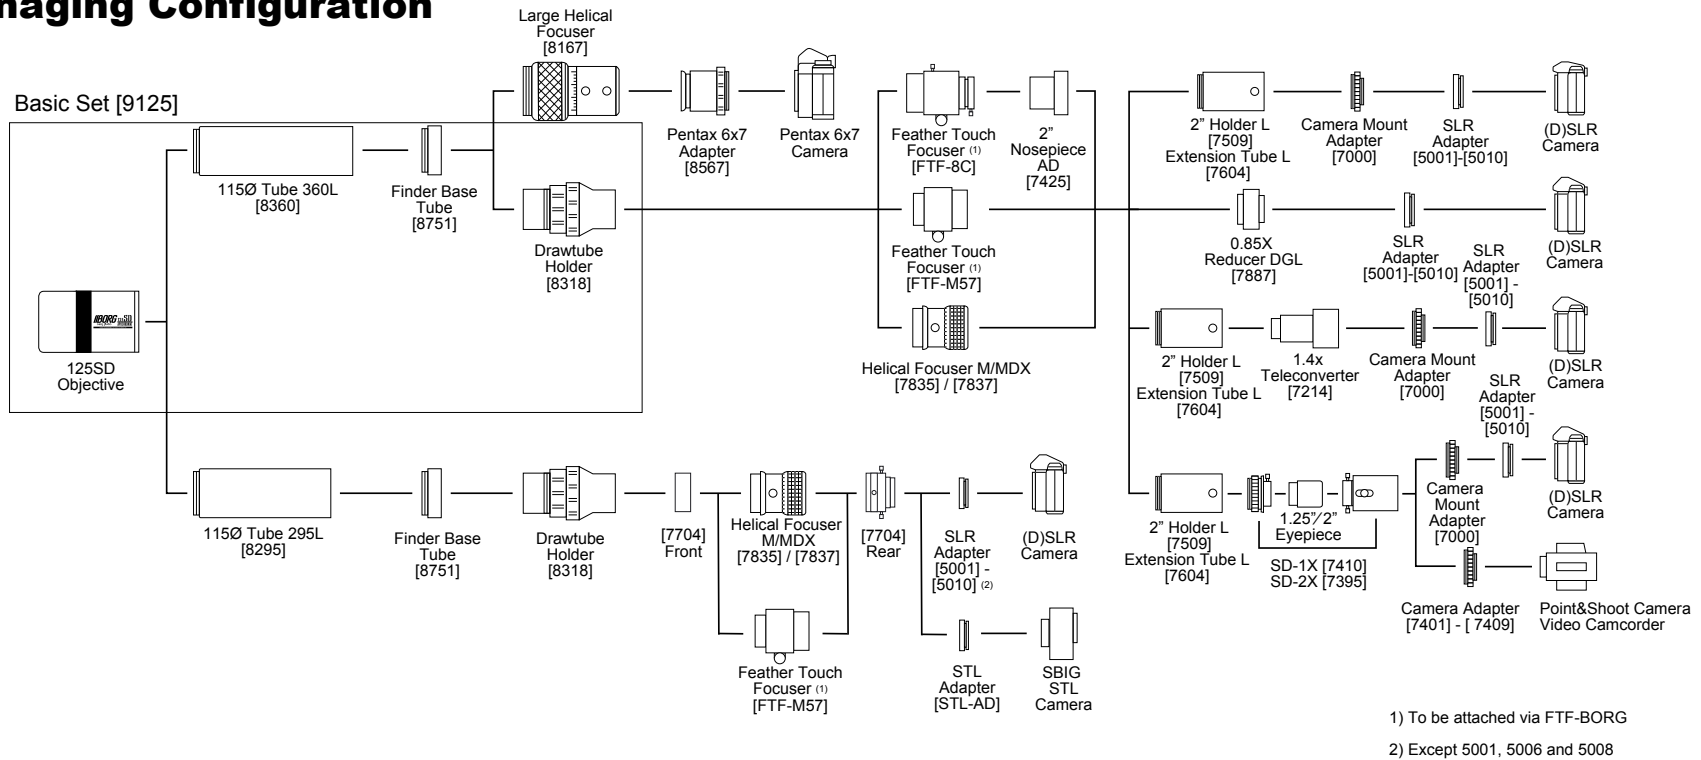 naging Configuration
Basic Set [9125]
Large Helical
Focuser
[8167]
Pentax 6x7
Adapter
[8567]
Pentax 6x7
Camera
115Ø Tube 360L
[8360]
Finder Base
Tube
[8751]
Drawtube
Holder
[8318]
BORG
125SD
Objective
Feather Touch
Focuser (1)
[FTF-8C]
2”
Nosepiece
AD
[7425]
Feather Touch
Focuser (1)
[FTF-M57]
Helical Focuser M/MDX
[7835] / [7837]
2” Holder L
[7509]
Extension Tube L
[7604]
Camera Mount
Adapter
[7000]
SLR
Adapter
[5001]-[5010]
(D)SLR
Camera
0.85X
Reducer DGL
[7887]
SLR
Adapter
[5001]-[5010]
(D)SLR
Camera
2” Holder L
[7509]
Extension Tube L
[7604]
1.4x
Teleconverter
[7214]
Camera Mount
Adapter
[7000]
SLR
Adapter
[5001] -
[5010]
(D)SLR
Camera
2” Holder L
[7509]
Extension Tube L
[7604]
1.25”⁄2”
Eyepiece
SD-1X [7410]
SD-2X [7395]
Camera
Mount
Adapter
[7000]
SLR
Adapter
[5001] -
[5010]
(D)SLR
Camera
Camera Adapter
[7401] - [ 7409]
Point&Shoot Camera
Video Camcorder
115Ø Tube 295L
[8295]
Finder Base
Tube
[8751]
Drawtube
Holder
[8318]
[7704]
Front
Helical Focuser
M/MDX
[7835] / [7837]
[7704]
Rear
SLR
Adapter
[5001] -
[5010] (2)
(D)SLR
Camera
Feather Touch
Focuser (1)
[FTF-M57]
STL
Adapter
[STL-AD]
SBIG
STL
Camera
1) To be attached via FTF-BORG
2) Except 5001, 5006 and 5008